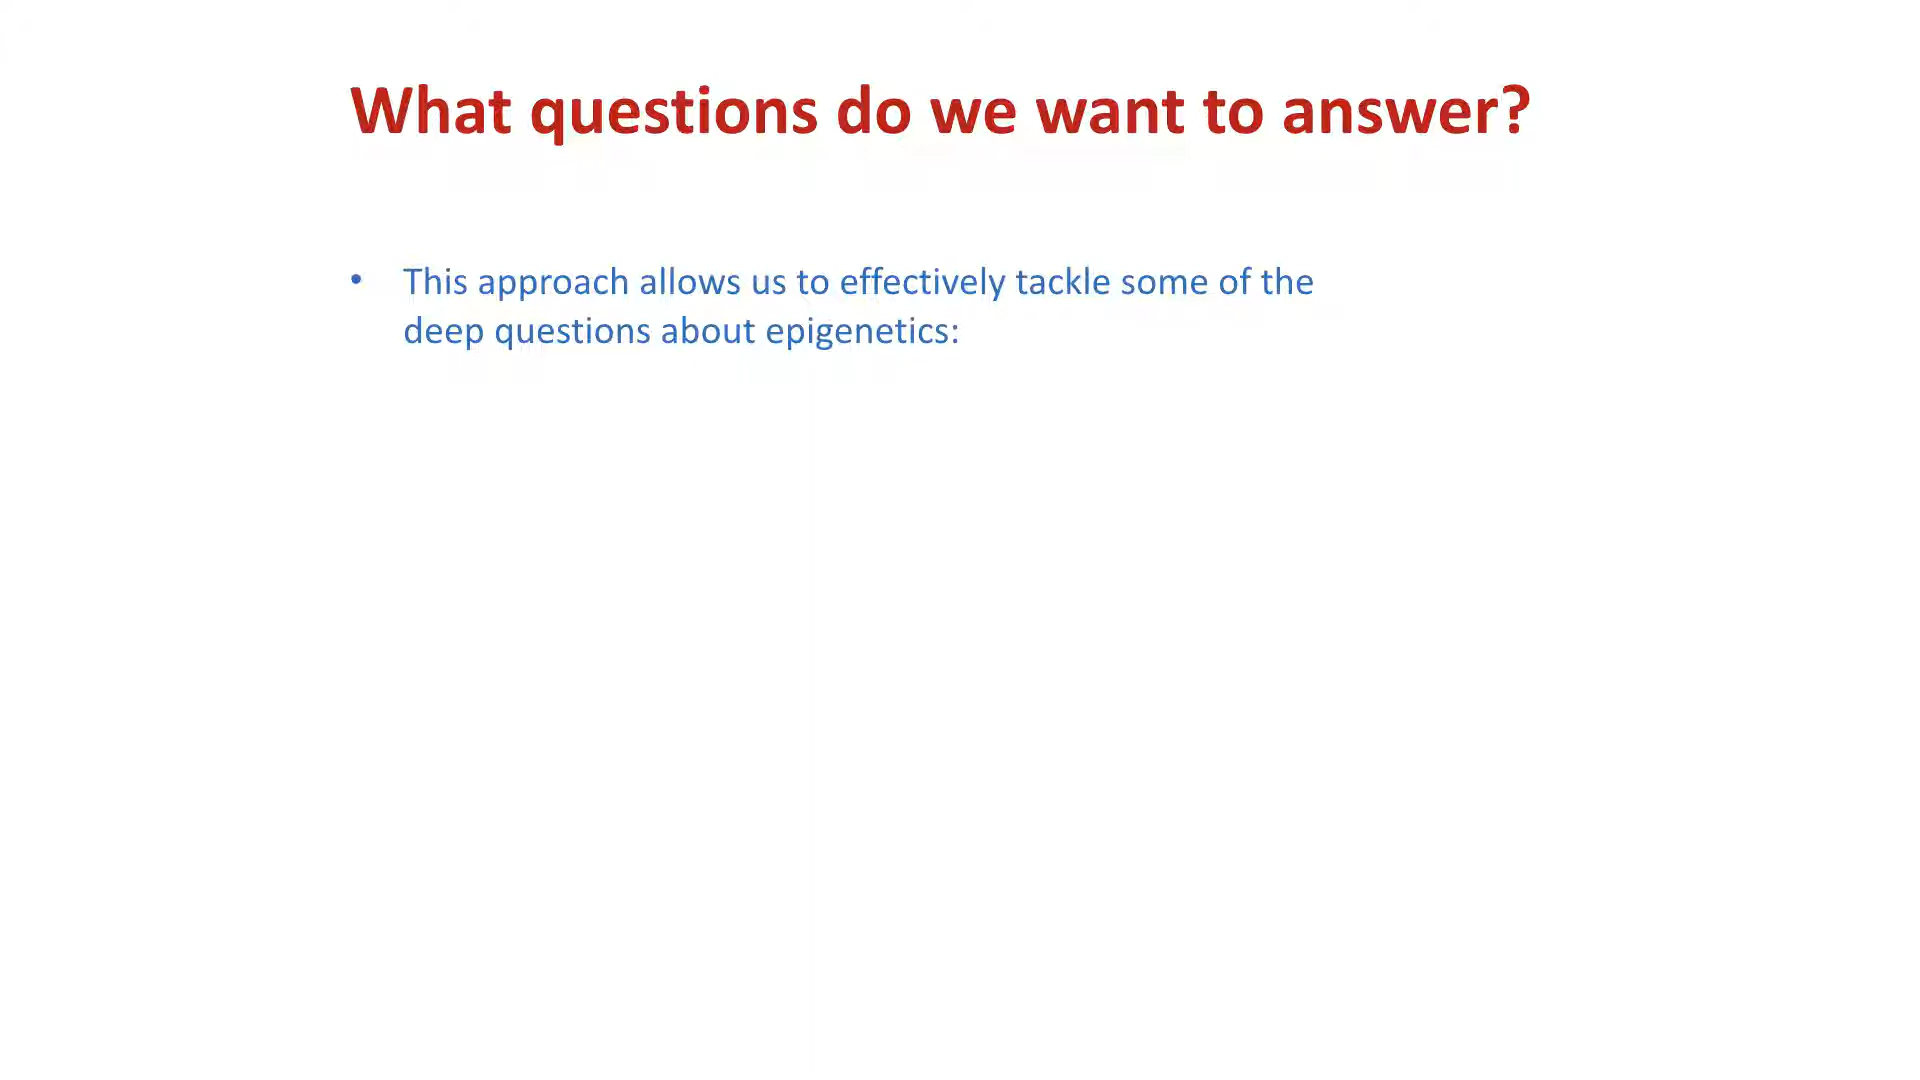 What questions do we want to answer?
• This approach allows us to effectively tackle some of the
deep questions about epigenetics: